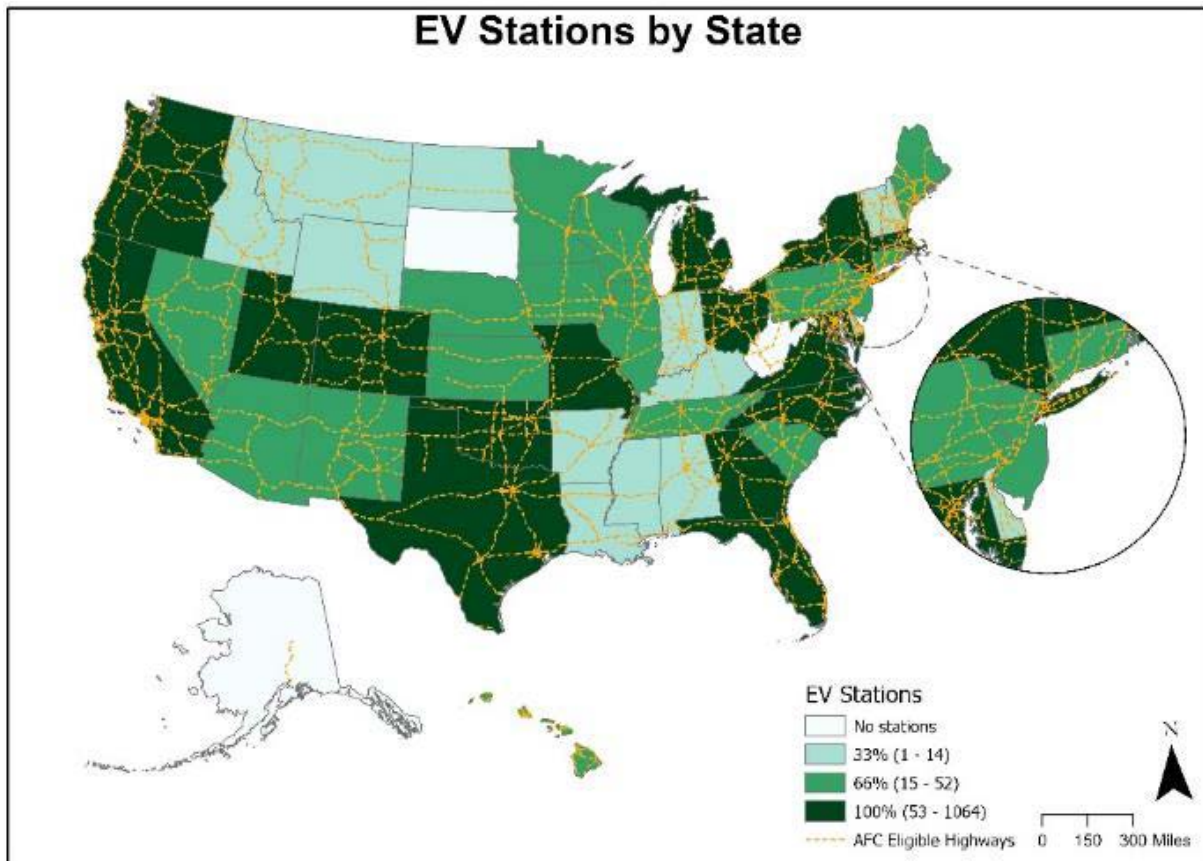 EV Stations by State
EV Stations
No stations
33% (1 - 14)
66% (15 - 52)
100% (53 - 1064)
AFC Eligible Highways
N
0 150 300 Miles